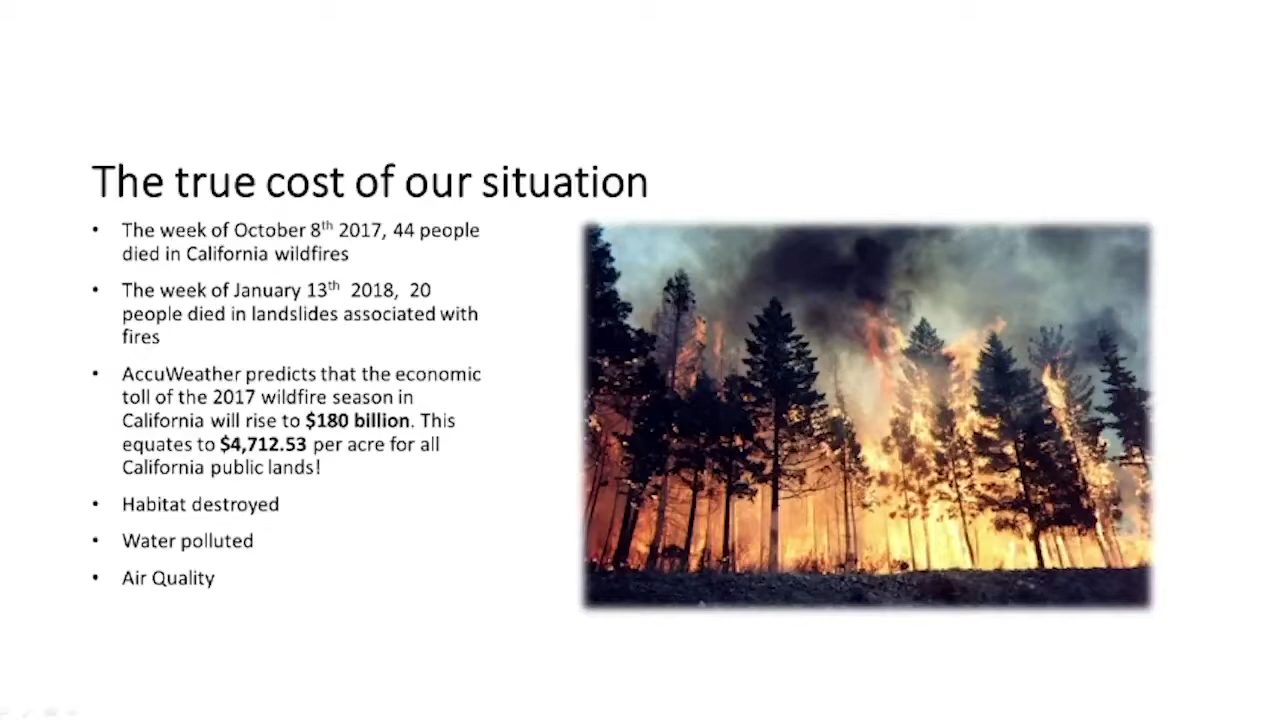 The true cost of our situation
• The week of October 8th 2017, 44 people
died in California wildfires
• The week of January 13th 2018, 20
people died in landslides associated with
fires
• AccuWeather predicts that the economic
toll of the 2017 wildfire season in
California will rise to $180 billion. This
equates to $4,712.53 per acre for all
California public lands!
• Habitat destroyed
• Water polluted
• Air Quality